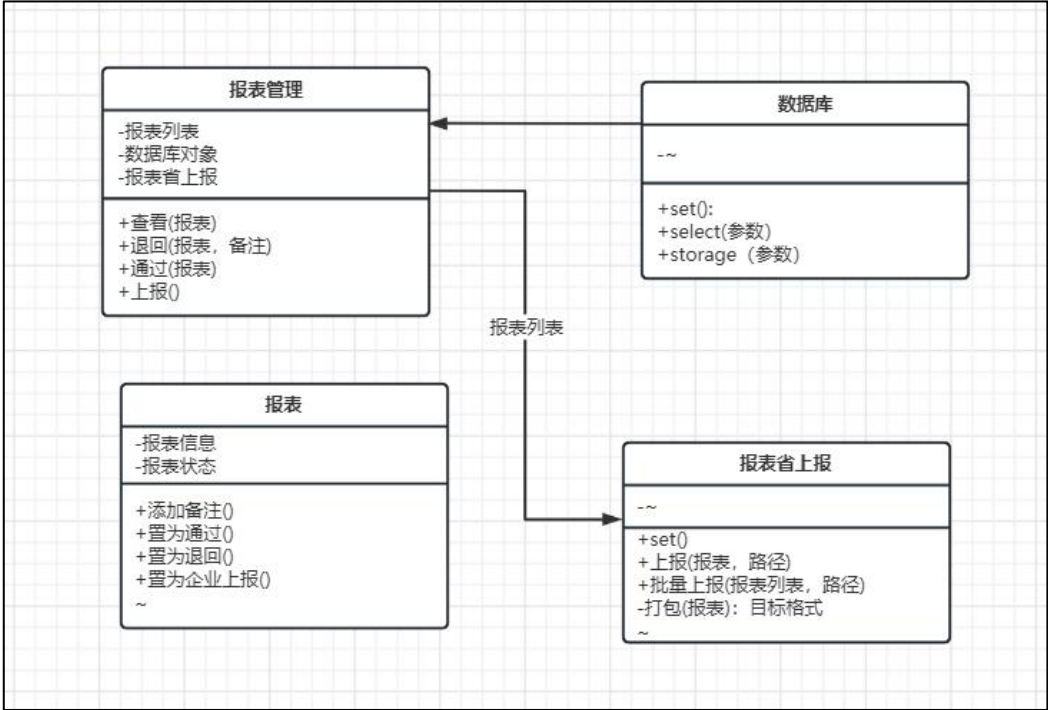 报表管理
-报表列表
-数据库对象
-报表省上报
+查看(报表)
+退回(报表，备注)
+通过(报表)
+上报()
数据库
-~
+set():
+select(参数)
+storage（参数）
报表列表
报表
-报表信息
-报表状态
+添加备注()
+置为通过()
+置为退回()
+置为企业上报()
~
报表省上报
-~
+set()
+上报(报表，路径)
+批量上报(报表列表，路径)
-打包(报表)：目标格式
~